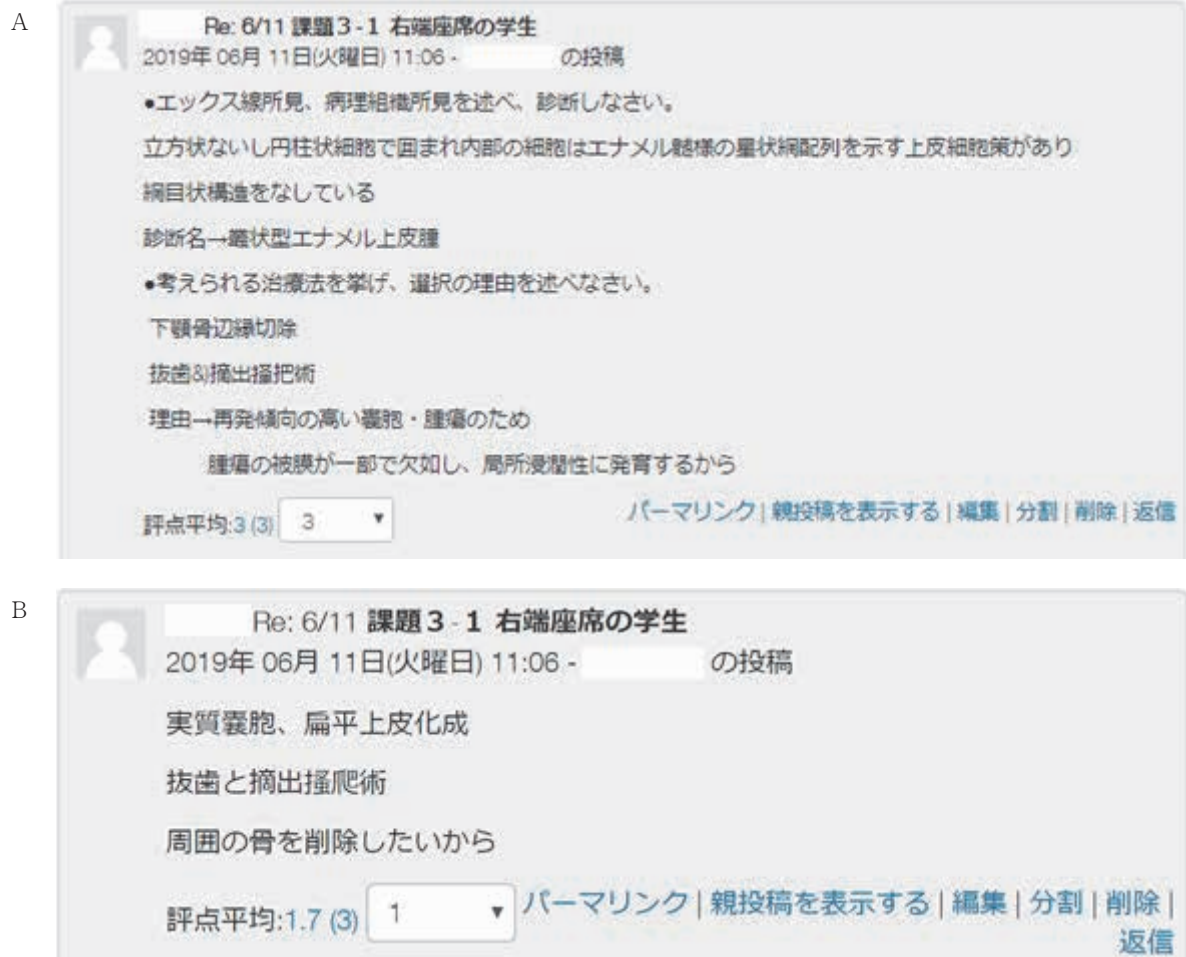 A
Re: 6/11 課題3-1 右端座席の学生
2019年 06月 11日(火曜日) 11:06 - の投稿
●エックス線所見、病理組織所見を述べ、診断しなさい。
立方状ないし円柱状細胞で囲まれ内部の細胞はエナメル髄様の星状網配列を示す上皮細胞策があり
網目状構造をなしている
診断名→叢状型エナメル上皮腫
●考えられる治療法を挙げ、選択の理由を述べなさい。
下顎骨辺縁切除
抜歯&摘出掻把術
理由→再発傾向の高い嚢胞・腫瘍のため
腫瘍の被膜が一部で欠如し、局所浸潤性に発育するから
評点平均:3 (3) 3
パーマリンク | 親投稿を表示する | 編集 | 分割 | 削除 | 返信
B
Re: 6/11 課題3-1 右端座席の学生
2019年 06月 11日(火曜日) 11:06 - の投稿
実質嚢胞、扁平上皮化成
抜歯と摘出掻爬術
周囲の骨を削除したいから
評点平均:1.7 (3) 1
パーマリンク | 親投稿を表示する | 編集 | 分割 | 削除 |
返信